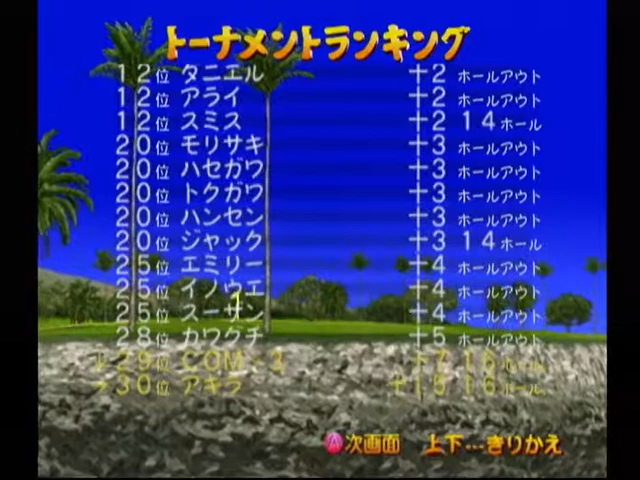 トーナメントランキング
12位 タニエル +2 ホールアウト
12位 アライ +2 ホールアウト
12位 スミス +2 14ホール
20位 モリサキ +3 ホールアウト
20位 ハセガワ +3 ホールアウト
20位 トクガワ +3 ホールアウト
20位 ハンセン +3 ホールアウト
20位 ジャック +3 14ホール
25位 エミリー +4 ホールアウト
25位 イノウエ +4 ホールアウト
25位 スーザン +4 ホールアウト
28位 カワグチ +5 ホールアウト
29位 COM-1 +7 16ホール
30位 アキラ +15 16ホール
A次画面 上下---きりかえ